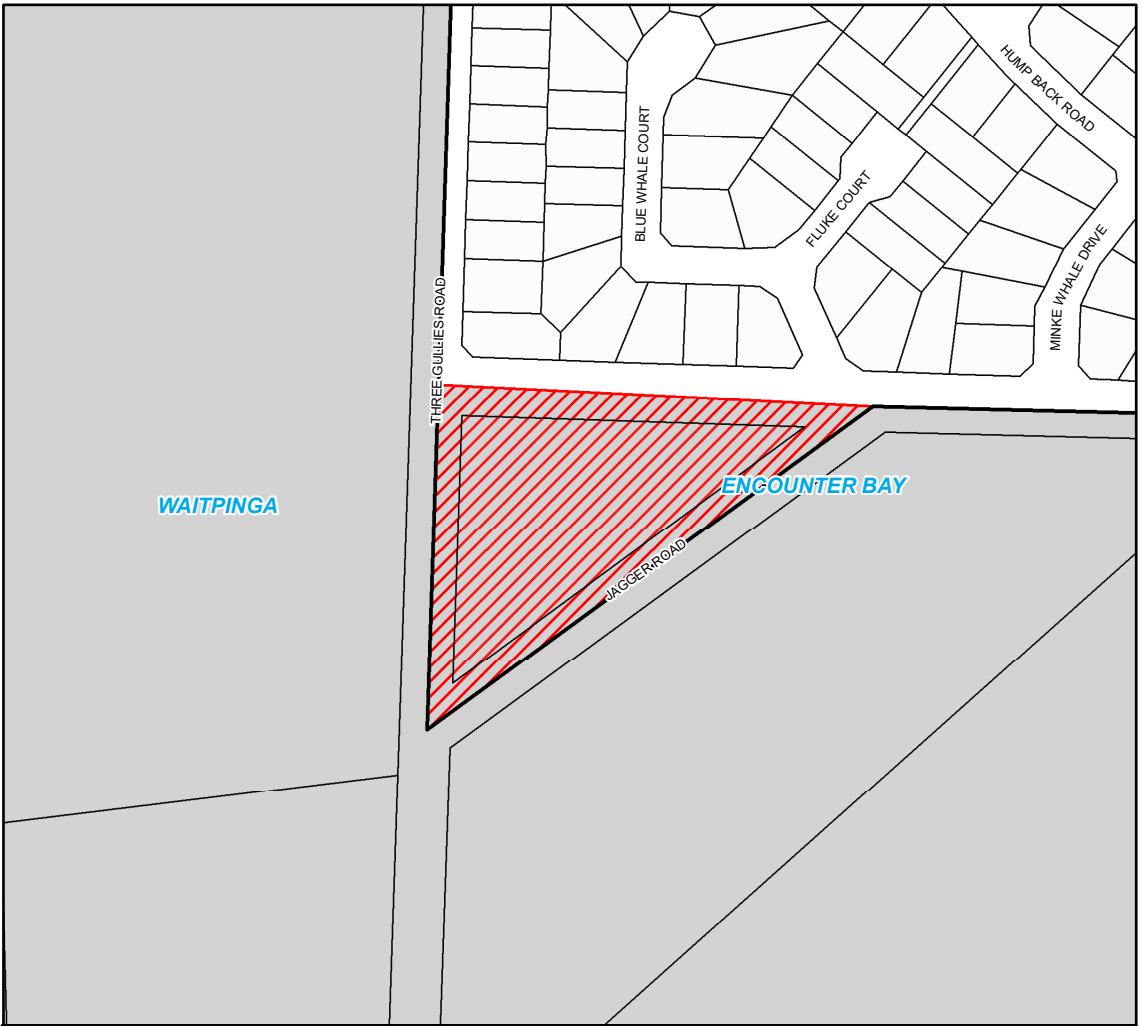 HUMP BACK ROAD
BLUE WHALE COURT
FLUKE COURT
MINKE WHALE DRIVE
THREE GULLIES ROAD
WAITPINGA
ENCOUNTER BAY
JAGGER ROAD